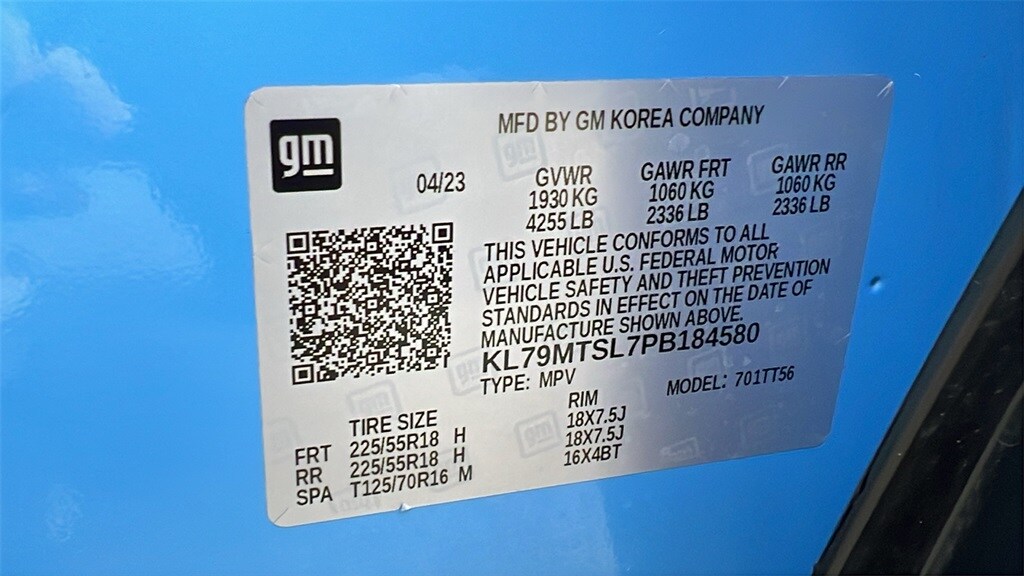 gm
MFD BY GM KOREA COMPANY
04/23
GVWR GAWR FRT GAWR RR
1930 KG 1060 KG 1060 KG
4255 LB 2336 LB 2336 LB
THIS VEHICLE CONFORMS TO ALL
APPLICABLE U.S. FEDERAL MOTOR
VEHICLE SAFETY AND THEFT PREVENTION
STANDARDS IN EFFECT ON THE DATE OF
MANUFACTURE SHOWN ABOVE.
KL79MTSL7PB184580
TYPE: MPV MODEL: 701TT56
TIRE SIZE RIM
FRT 225/55R18 H 18X7.5J
RR 225/55R18 H 18X7.5J
SPA T125/70R16 M 16X4BT